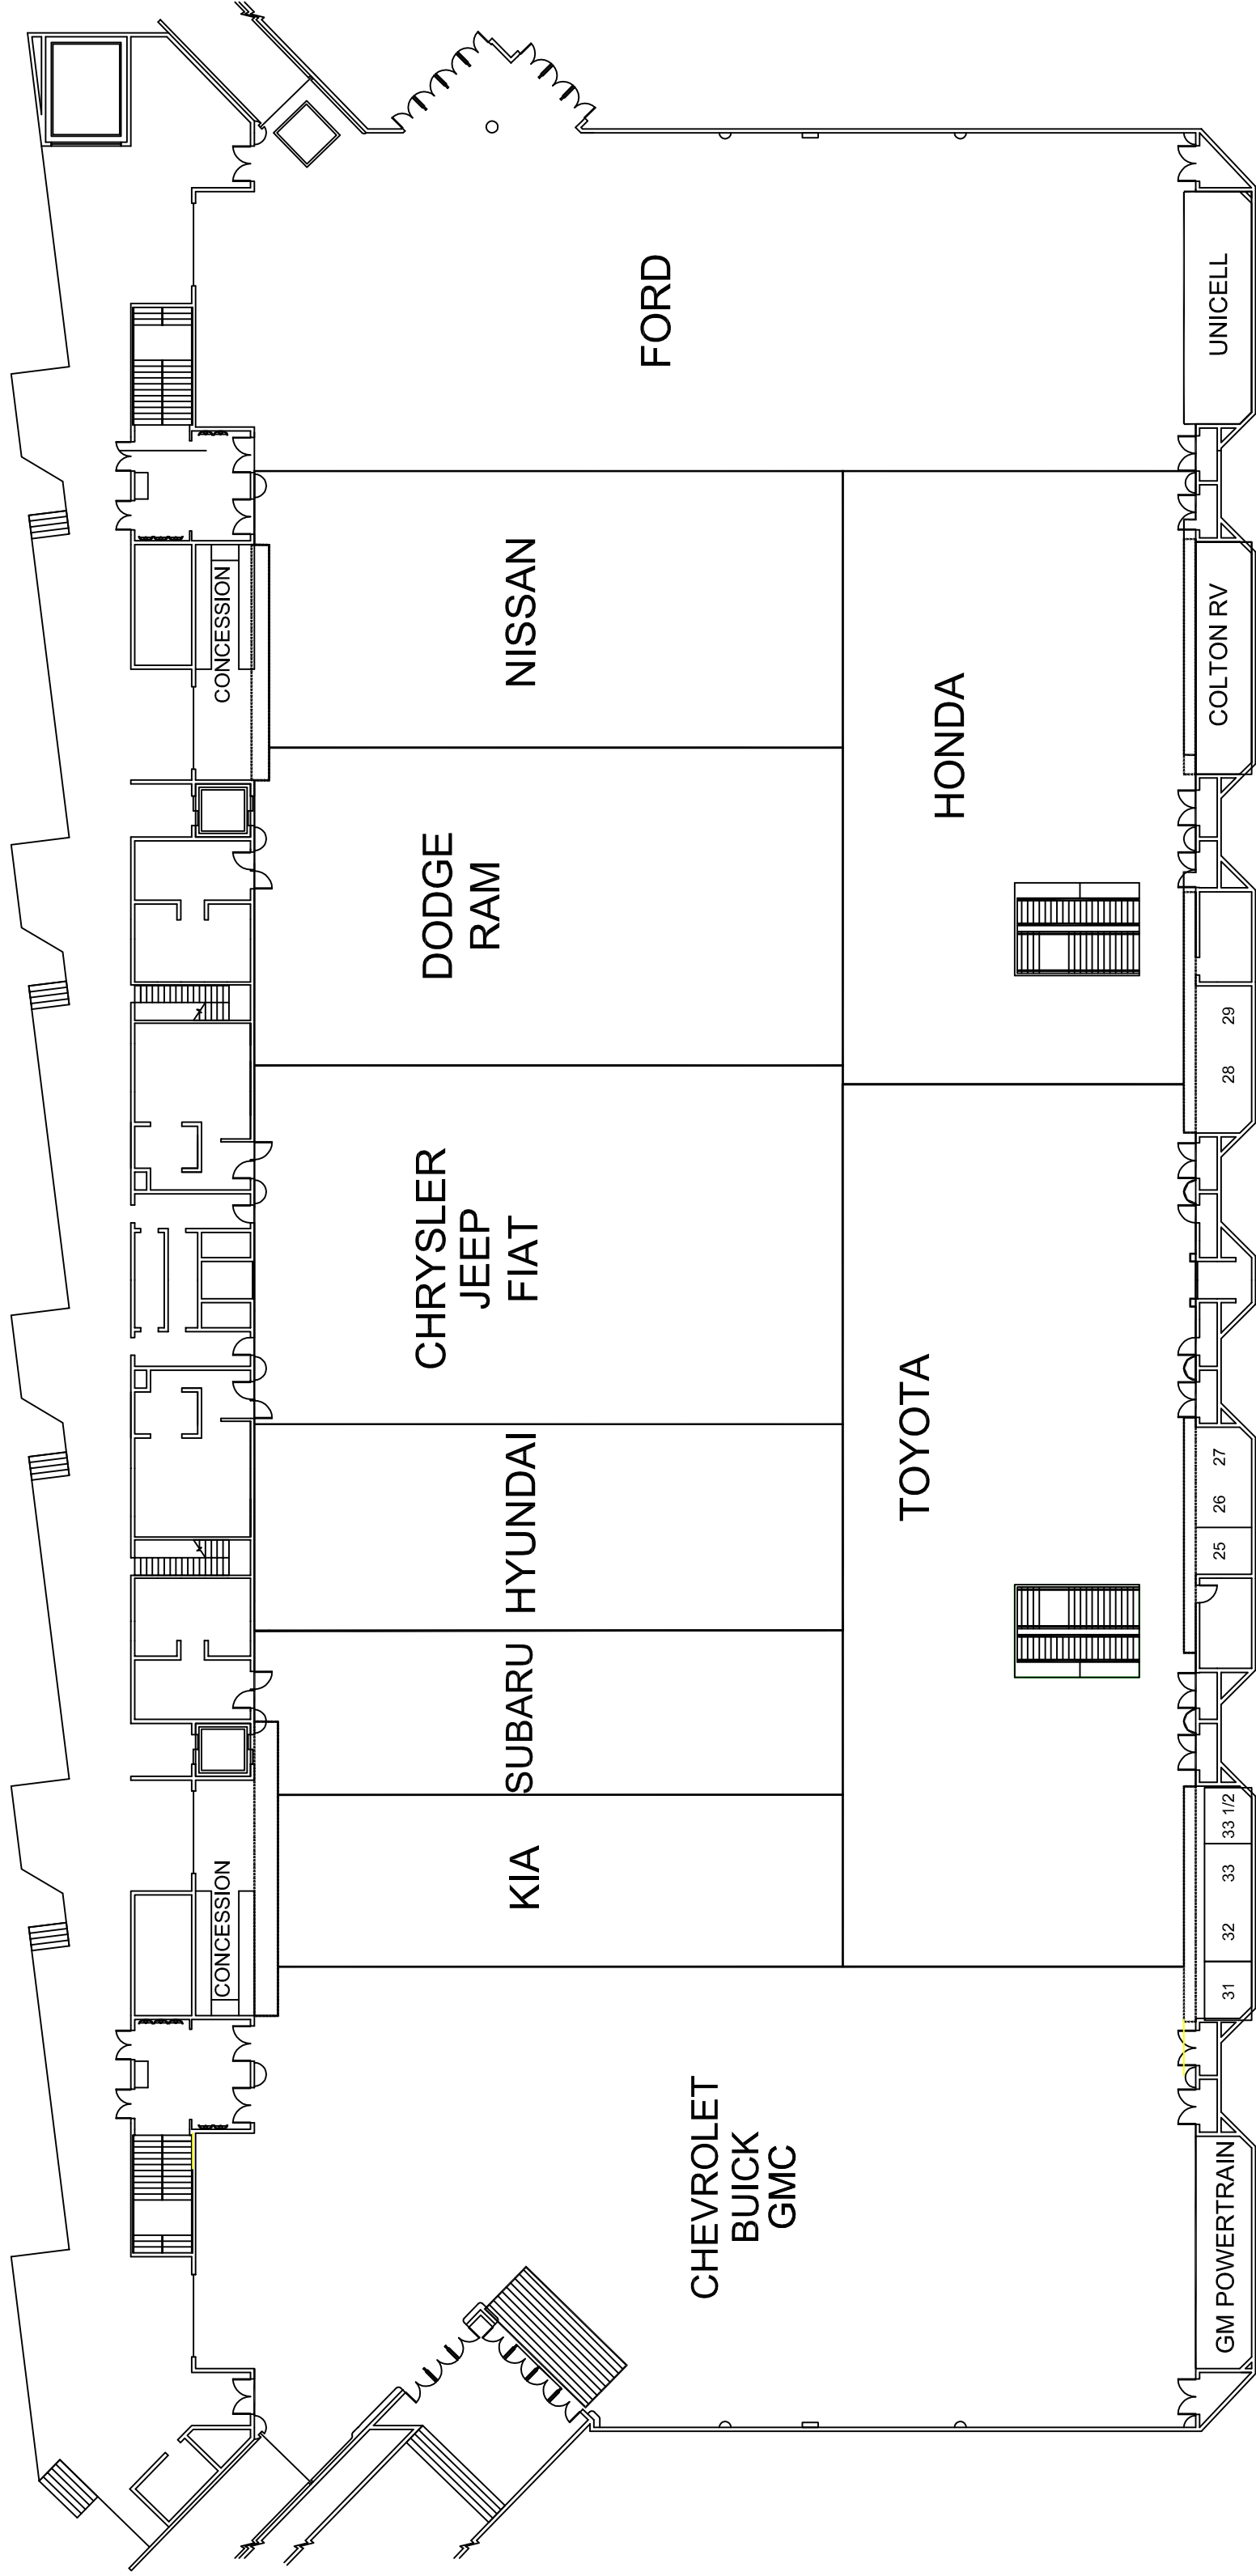 FORD
UNICELL
CONCESSION
NISSAN
COLTON RV
HONDA
DODGE
RAM
29
28
CHRYSLER
JEEP
FIAT
TOYOTA
HYUNDAI
27
26
25
SUBARU
KIA
CONCESSION
33 1/2
33
32
31
CHEVROLET
BUICK
GMC
GM POWERTRAIN